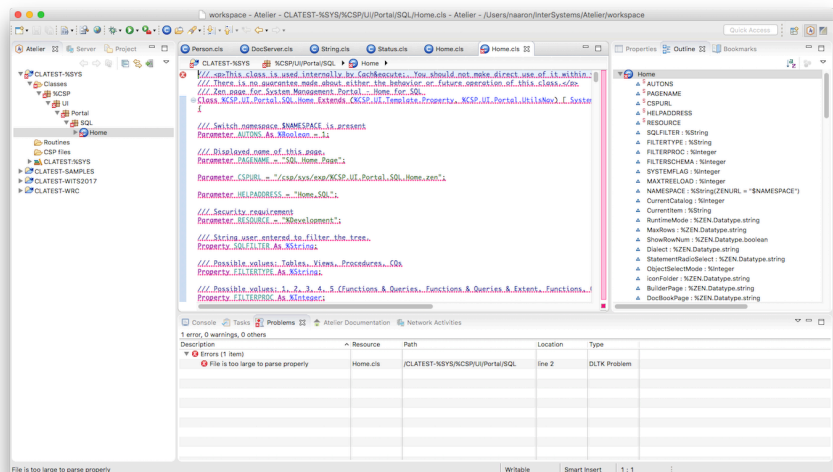 workspace - Atelier - CLATEST-%SYS/%CSP/UI/Portal/SQL/Home.cls - Atelier - /Users/naaron/InterSystems/Atelier/workspace
Quick Access
Atelier Server Project
Person.cls DocServer.cls String.cls Status.cls Home.cls Home.cls
Properties Outline Bookmarks
CLATEST-%SYS %CSP/UI/Portal/SQL Home
CLATEST-%SYS
Classes
%CSP
UI
Portal
SQL
Home
Routines
CSP files
CLATEST:%SYS
CLATEST-SAMPLES
CLATEST-WITS2017
CLATEST-WRC
/// <p>This class is used internally by Cach&eacute;. You should not make direct use of it within
/// There is no guarantee made about either the behavior or future operation of this class.</p>
/// Zen page for System Management Portal - Home for SQL
Class %CSP.UI.Portal.SQL.Home Extends (%CSP.UI.Template.Property, %CSP.UI.Portal.UtilsNav) [ System
{
/// Switch namespace $NAMESPACE is present
Parameter AUTONS As %Boolean = 1;
/// Displayed name of this page.
Parameter PAGENAME = "SQL Home Page";
Parameter CSPURL = "/csp/sys/exp/%CSP.UI.Portal.SQL.Home.zen";
Parameter HELPADDRESS = "Home,SQL";
/// Security requirement
Parameter RESOURCE = "%Development";
/// String user entered to filter the tree.
Property SQLFILTER As %String;
/// Possible values: Tables, Views, Procedures, CQs
Property FILTERTYPE As %String;
/// Possible values: 1, 2, 3, 4, 5 (Functions & Queries, Functions & Queries & Extent, Functions,
Property FILTERPROC As %Integer;
Home
AUTONS
PAGENAME
CSPURL
HELPADDRESS
RESOURCE
SQLFILTER : %String
FILTERTYPE : %String
FILTERPROC : %Integer
FILTERSCHEMA : %Integer
SYSTEMFLAG : %Integer
MAXTREELOAD : %Integer
NAMESPACE : %String(ZENURL = "$NAMESPACE")
CurrentCatalog : %Integer
CurrentItem : %String
RuntimeMode : %ZEN.Datatype.string
MaxRows : %ZEN.Datatype.string
ShowRowNum : %ZEN.Datatype.boolean
Dialect : %ZEN.Datatype.string
StatementRadioSelect : %ZEN.Datatype.string
ObjectSelectMode : %Integer
iconFolder : %ZEN.Datatype.string
BuilderPage : %ZEN.Datatype.string
DocBookPage : %ZEN.Datatype.string
Console Tasks Problems Atelier Documentation Network Activities
1 error, 0 warnings, 0 others
Description Resource Path Location Type
Errors (1 item)
File is too large to parse properly Home.cls /CLATEST-%SYS/%CSP/UI/Portal/SQL line 2 DLTK Problem
File is too large to parse properly Writable Smart Insert 1 : 1